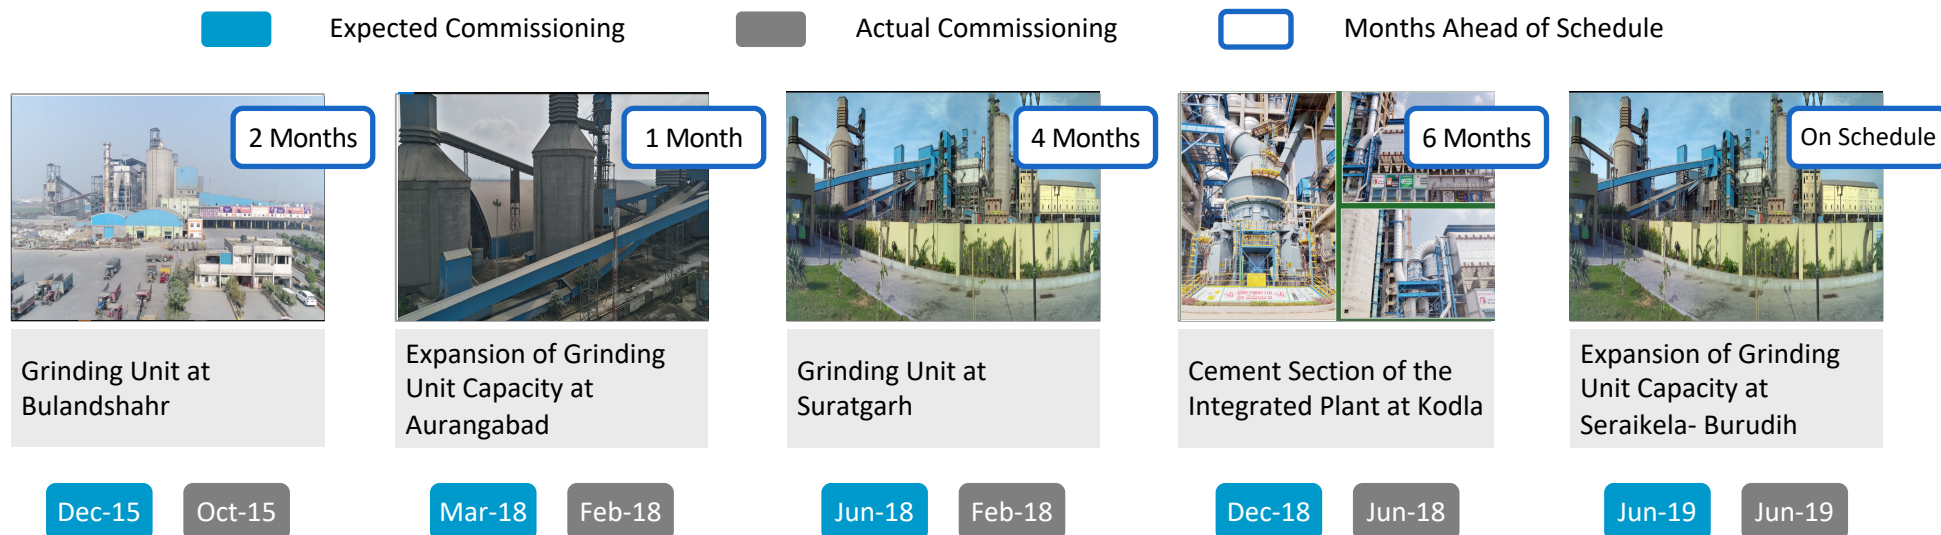 Expected Commissioning
Actual Commissioning
Months Ahead of Schedule
2 Months
1 Month
4 Months
6 Months
On Schedule
Grinding Unit at
Bulandshahr
Expansion of Grinding
Unit Capacity at
Aurangabad
Grinding Unit at
Suratgarh
Cement Section of the
Integrated Plant at Kodla
Expansion of Grinding
Unit Capacity at
Seraikela- Burudih
Dec-15
Oct-15
Mar-18
Feb-18
Jun-18
Feb-18
Dec-18
Jun-18
Jun-19
Jun-19